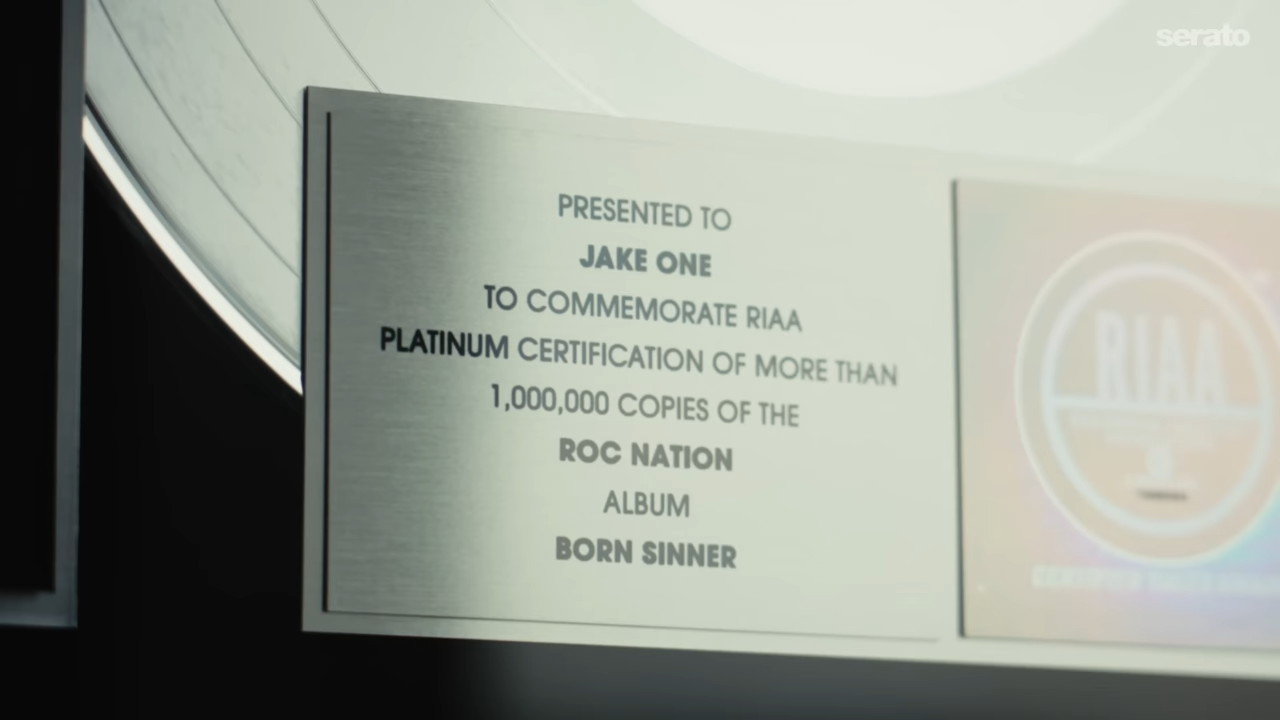 serato
PRESENTED TO
JAKE ONE
TO COMMEMORATE RIAA
PLATINUM CERTIFICATION OF MORE THAN
1,000,000 COPIES OF THE
ROC NATION
ALBUM
BORN SINNER
RIAA